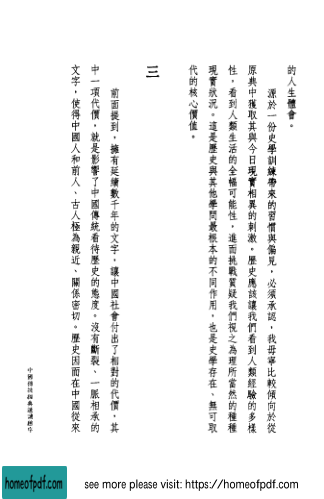 的人生體會。
源於一份史學訓練帶來的習慣與偏見，必須承認，我毋寧比較傾向於從
原典中獲取其與今日現實相異的刺激。歷史應該讓我們看到人類經驗的多樣
性，看到人類生活的全幅可能性，進而挑戰質疑我們視之為理所當然的種種
現實狀況。這是歷史與其他學問最根本的不同作用，也是史學存在、無可取
代的核心價值。
三
前面提到，擁有延續數千年的文字，讓中國社會付出了相對的代價，其
中一項代價，就是影響了中國傳統看待歷史的態度。沒有斷裂、一脈相承的
文字，使得中國人和前人、古人極為親近、關係密切。歷史因而在中國從來
中國傳統經典選讀總序
homeofpdf.com
see more please visit: https://homeofpdf.com